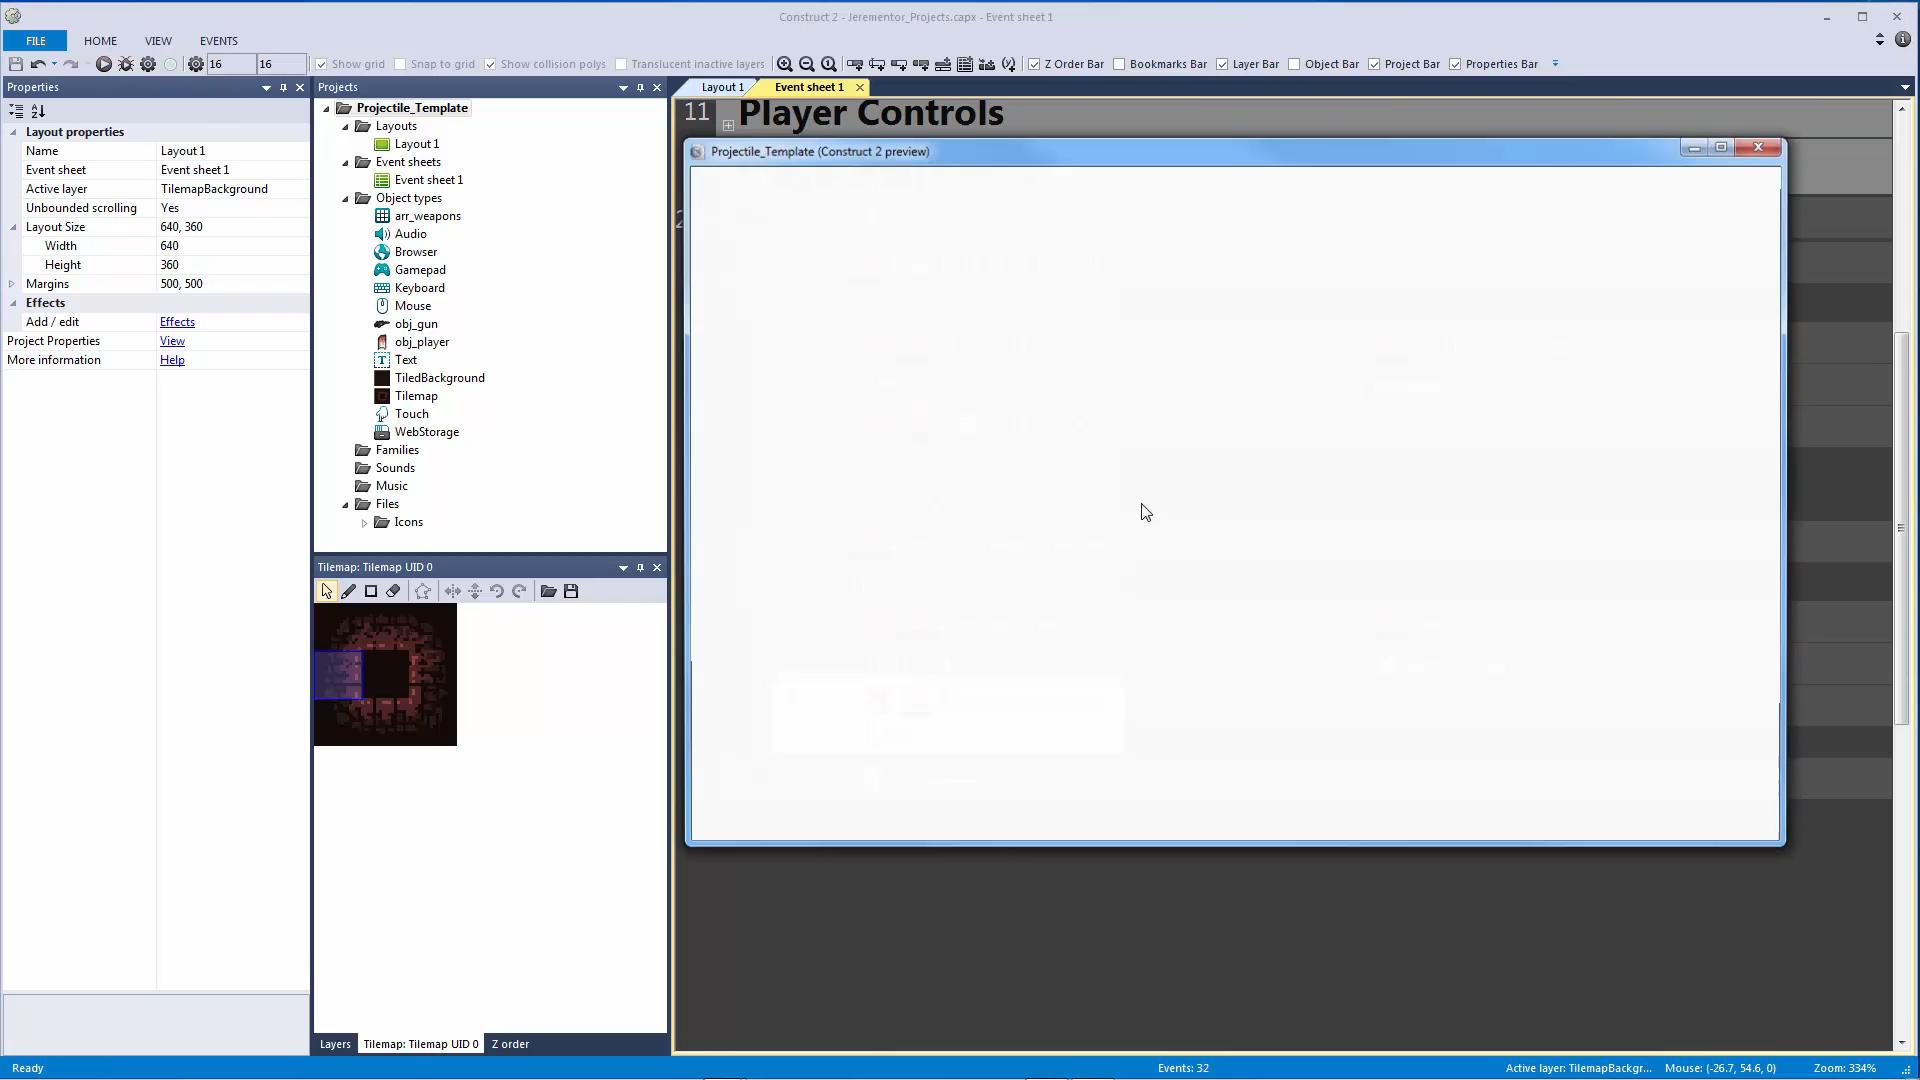 Construct 2 - Jerementor_Projects.capx - Event sheet 1
FILE HOME VIEW EVENTS
16 16 Show grid Snap to grid Show collision polys Translucent inactive layers Z Order Bar Bookmarks Bar Layer Bar Object Bar Project Bar Properties Bar
Properties
Layout properties
Name Layout 1
Event sheet Event sheet 1
Active layer TilemapBackground
Unbounded scrolling Yes
Layout Size 640, 360
Width 640
Height 360
Margins 500, 500
Effects
Add / edit Effects
Project Properties View
More information Help
Projects
Projectile_Template
Layouts
Layout 1
Event sheets
Event sheet 1
Object types
arr_weapons
Audio
Browser
Gamepad
Keyboard
Mouse
obj_gun
obj_player
Text
TiledBackground
Tilemap
Touch
WebStorage
Families
Sounds
Music
Files
Icons
Tilemap: Tilemap UID 0
Layers Tilemap: Tilemap UID 0 Z order
Layout 1 Event sheet 1
11 Player Controls
Projectile_Template (Construct 2 preview)
Ready Events: 32 Active layer: TilemapBackgr... Mouse: (-26.7, 54.6, 0) Zoom: 334%